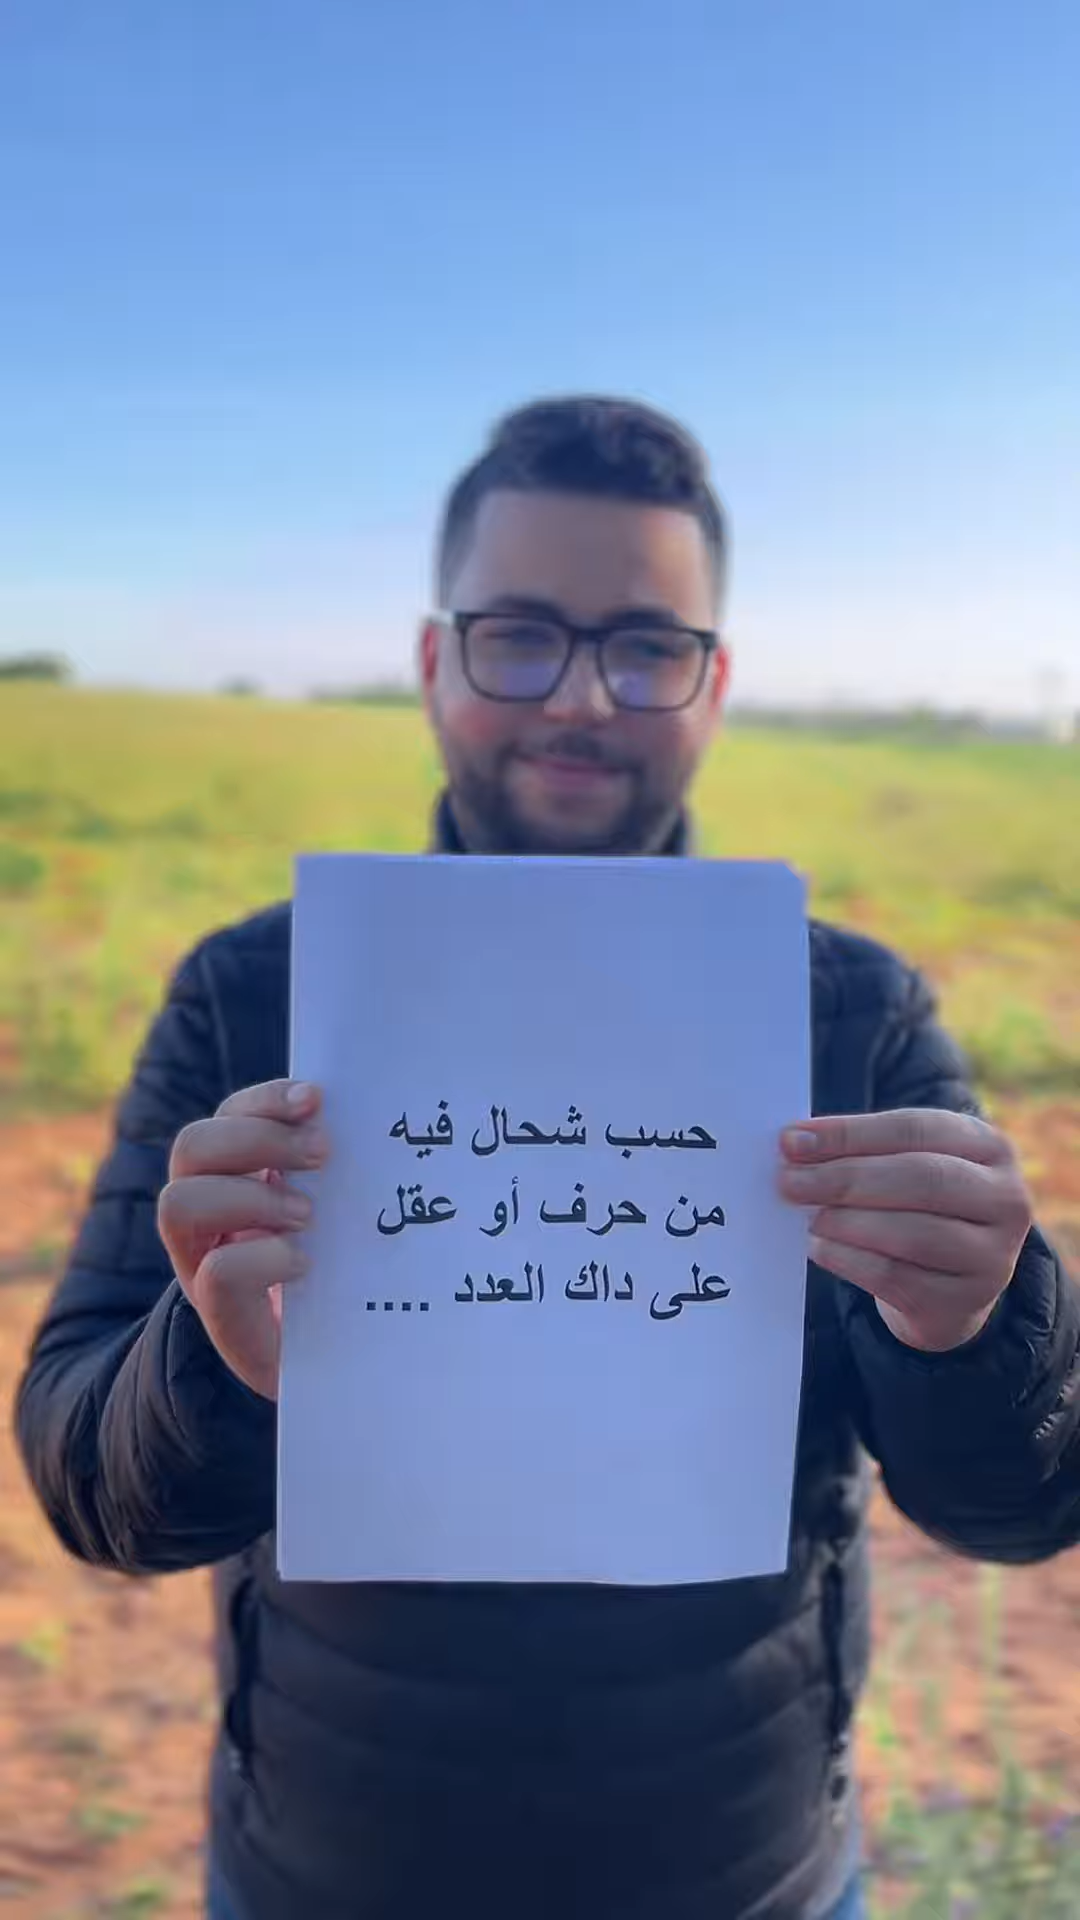 حسب شحال فيه
من حرف أو عقل
على داك العدد ....